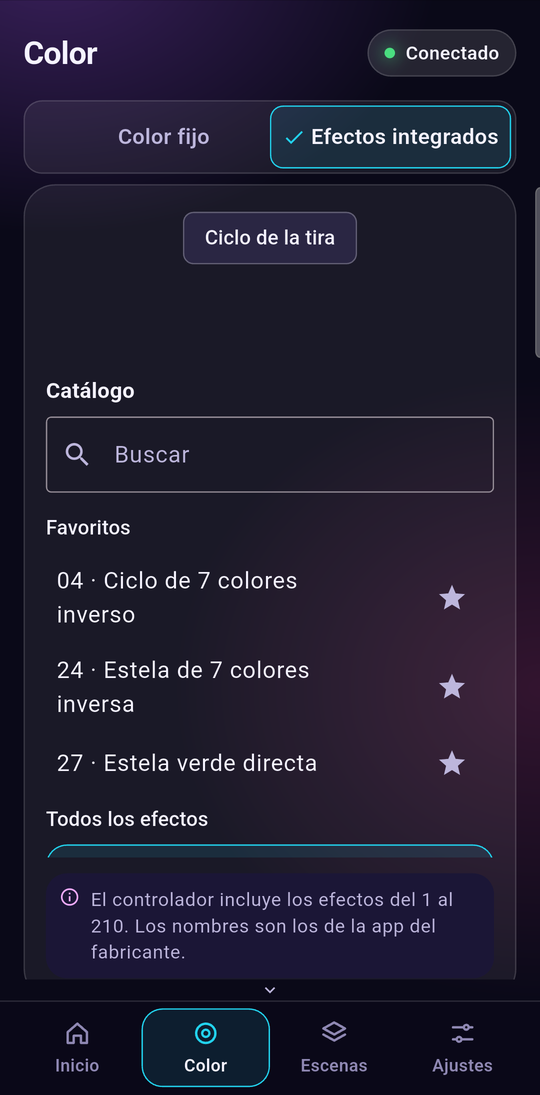 Color
Conectado
Color fijo
Efectos integrados
Ciclo de la tira
Catálogo
Buscar
Favoritos
04 · Ciclo de 7 colores
inverso
24 · Estela de 7 colores
inversa
27 · Estela verde directa
Todos los efectos
El controlador incluye los efectos del 1 al
210. Los nombres son los de la app del
fabricante.
Inicio
Color
Escenas
Ajustes